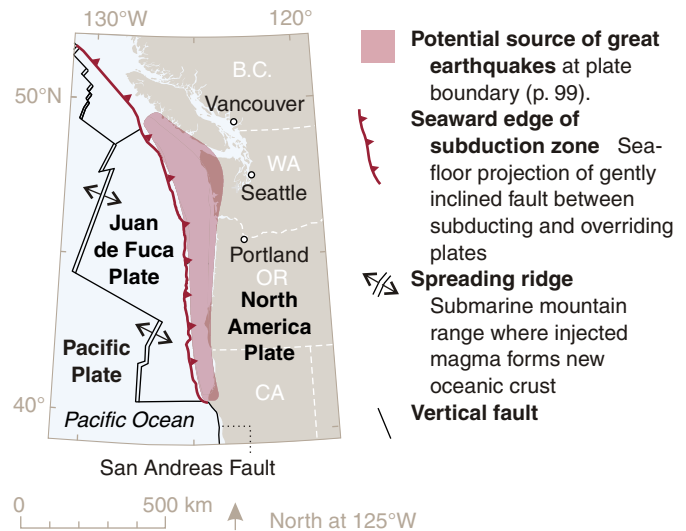 130°W
120°
50°N
B.C.
Vancouver
WA
Seattle
Juan
de Fuca
Plate
Portland
OR
North
America
Plate
Pacific
Plate
CA
40°
Pacific Ocean
San Andreas Fault
0
500 km
North at 125°W
Potential source of great
earthquakes at plate
boundary (p. 99).
Seaward edge of
subduction zone Sea-
floor projection of gently
inclined fault between
subducting and overriding
plates
Spreading ridge
Submarine mountain
range where injected
magma forms new
oceanic crust
Vertical fault